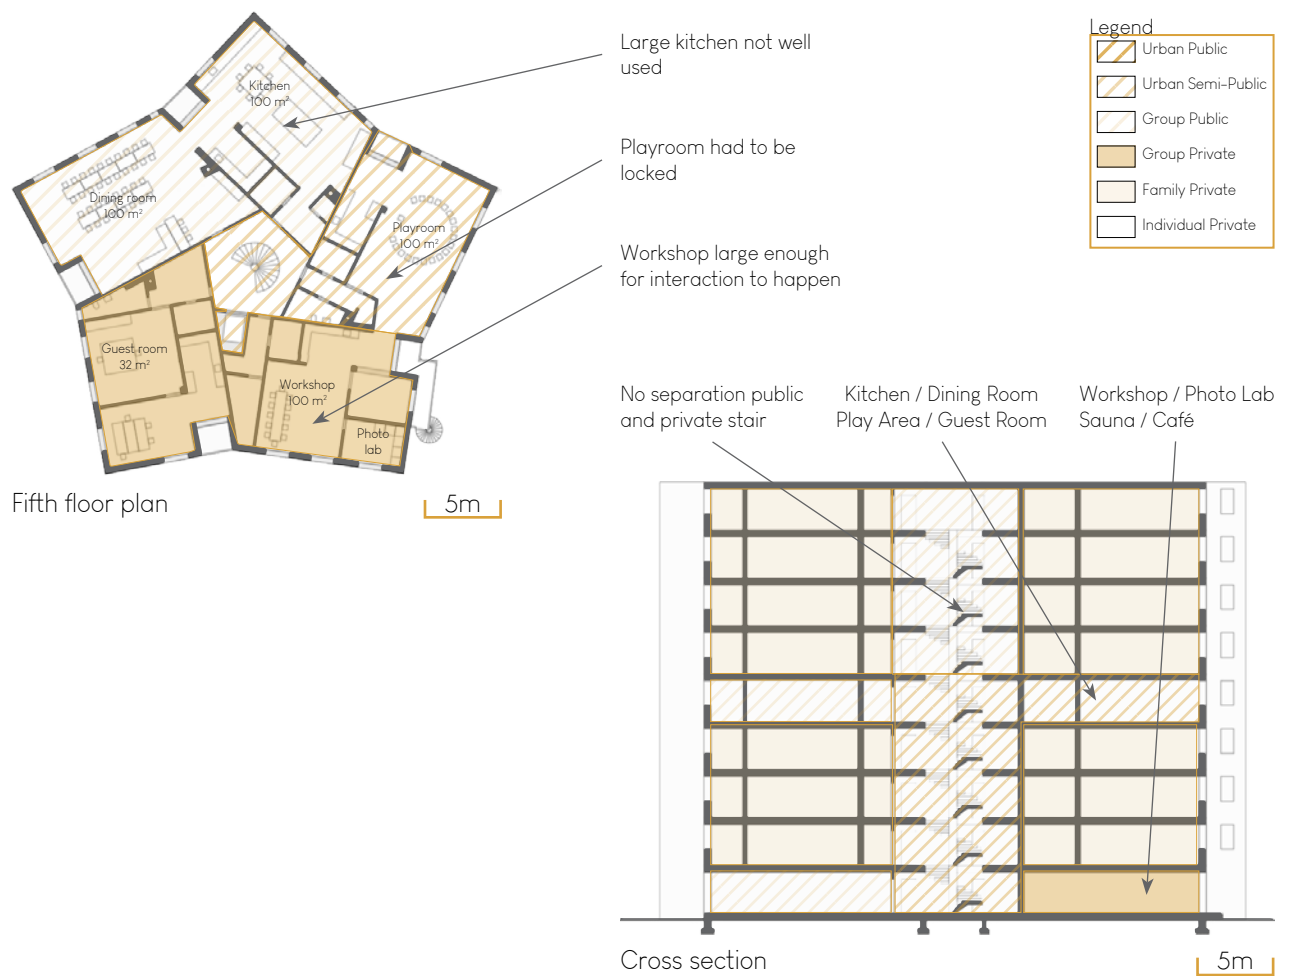 Large kitchen not well
used
Playroom had to be
locked
Workshop large enough
for interaction to happen
Legend
Urban Public
Urban Semi-Public
Group Public
Group Private
Family Private
Individual Private
Kitchen
100 m²
Dining room
100 m²
Playroom
100 m²
Guest room
32 m²
Workshop
100 m²
Photo
lab
Fifth floor plan
5m
No separation public
and private stair
Kitchen / Dining Room
Play Area / Guest Room
Workshop / Photo Lab
Sauna / Café
Cross section
5m